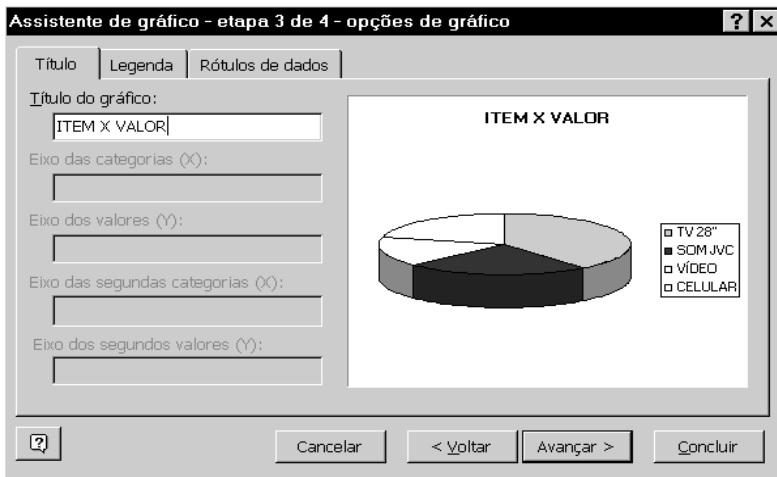 Assistente de gráfico - etapa 3 de 4 - opções de gráfico
Título
Legenda
Rótulos de dados
Título do gráfico:
ITEM X VALOR
Eixo das categorias (X):
Eixo dos valores (Y):
Eixo das segundas categorias (X):
Eixo dos segundos valores (Y):
ITEM X VALOR
TV 28"
SOM JVC
VÍDEO
CELULAR
Cancelar
< Voltar
Avançar >
Concluir